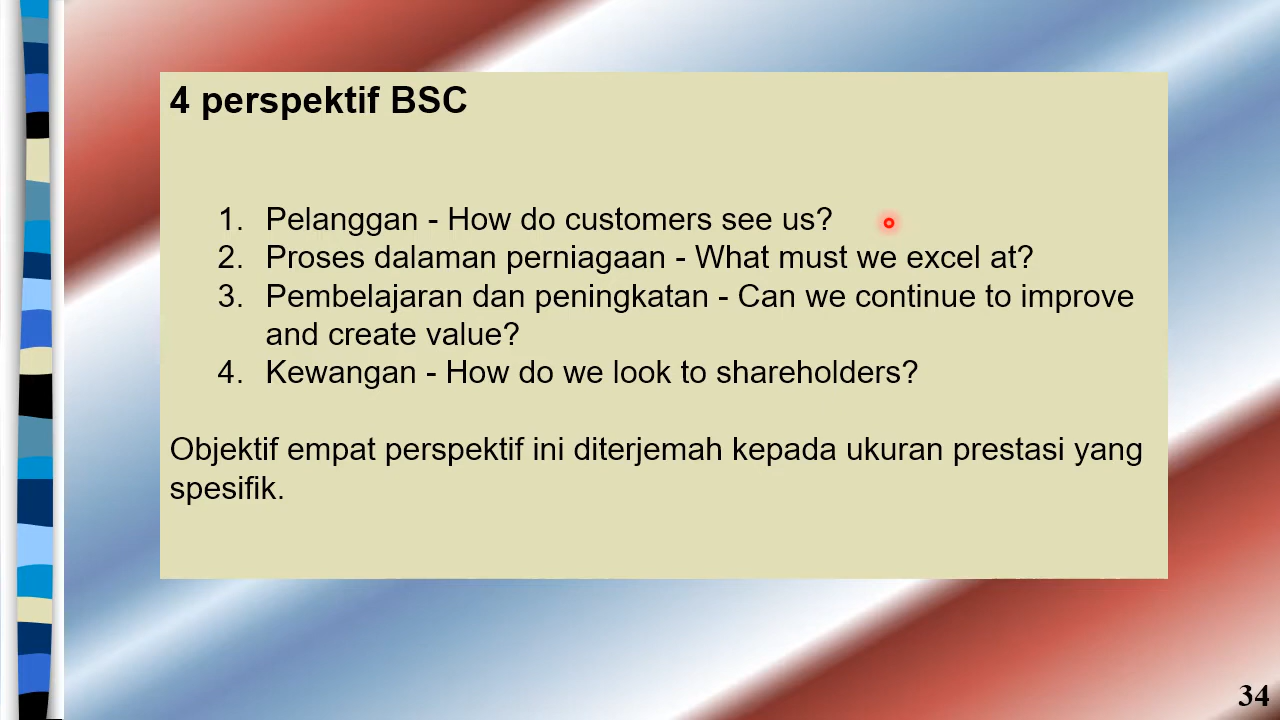 4 perspektif BSC
1. Pelanggan - How do customers see us?
2. Proses dalaman perniagaan - What must we excel at?
3. Pembelajaran dan peningkatan - Can we continue to improve
and create value?
4. Kewangan - How do we look to shareholders?
Objektif empat perspektif ini diterjemah kepada ukuran prestasi yang
spesifik.
34